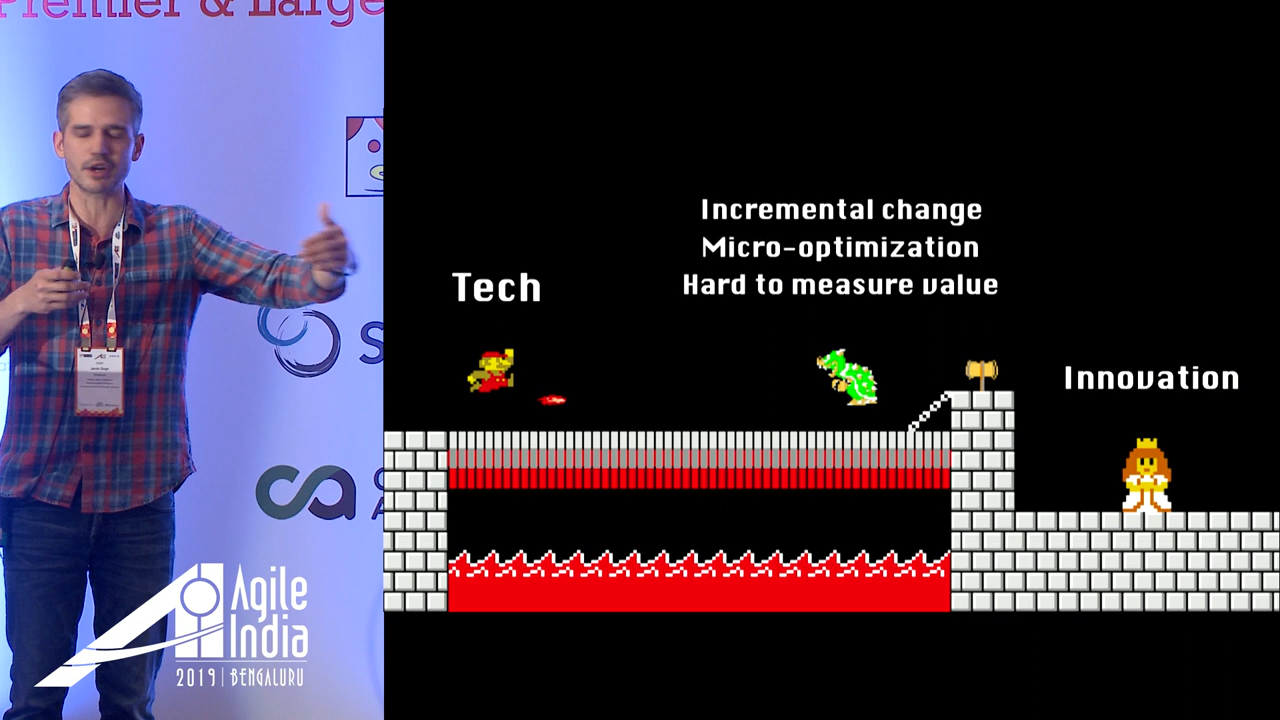 Premier & Large
Agile
India
2019 | BENGALURU
Tech
Incremental change
Micro-optimization
Hard to measure value
Innovation